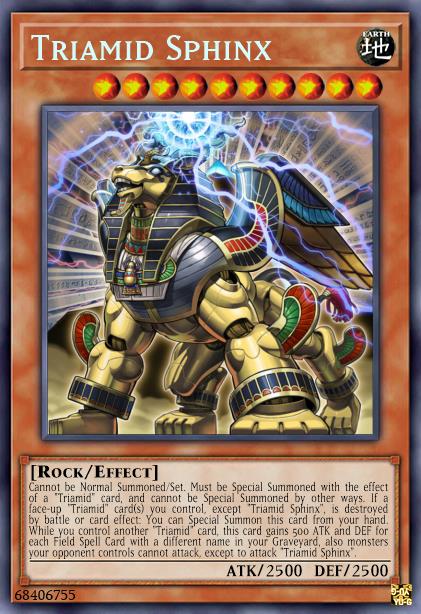 TRIAMID SPHINX
EARTH
地
[ROCK/EFFECT]
Cannot be Normal Summoned/Set. Must be Special Summoned with the effect
of a "Triamid" card, and cannot be Special Summoned by other ways. If a
face-up "Triamid" card(s) you control, except "Triamid Sphinx", is destroyed
by battle or card effect: You can Special Summon this card from your hand.
While you control another "Triamid" card, this card gains 500 ATK and DEF for
each Field Spell Card with a different name in your Graveyard, also monsters
your opponent controls cannot attack, except to attack "Triamid Sphinx".
ATK/2500 DEF/2500
68406755